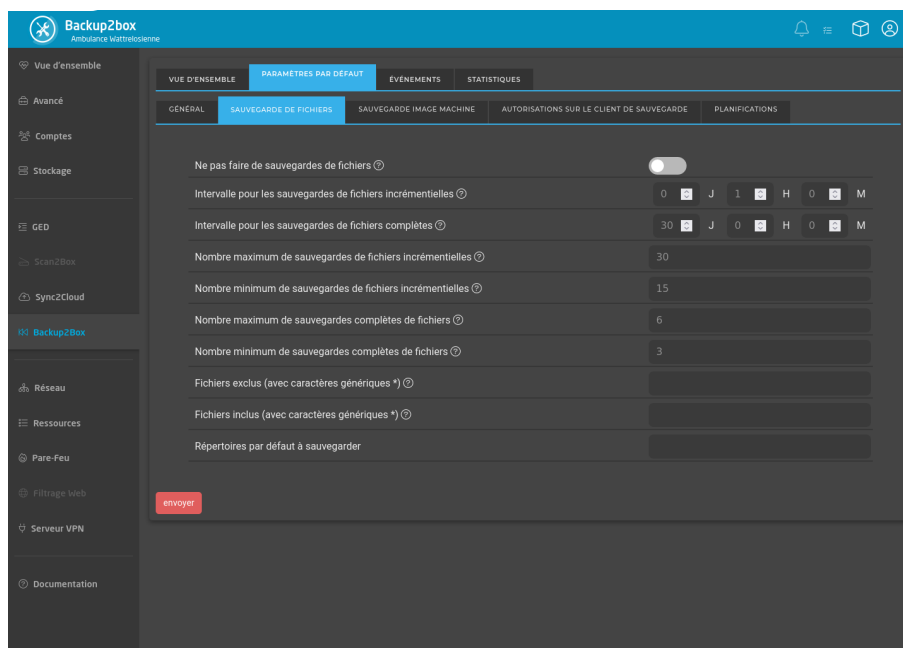 Backup2box
Ambulance Wattrelosienne
Vue d'ensemble
Avancé
Comptes
Stockage
GED
Scan2Box
Sync2Cloud
Backup2Box
Réseau
Ressources
Pare-Feu
Filtrage Web
Serveur VPN
Documentation
VUE D'ENSEMBLE PARAMÈTRES PAR DÉFAUT ÉVÉNEMENTS STATISTIQUES
GÉNÉRAL SAUVEGARDE DE FICHIERS SAUVEGARDE IMAGE MACHINE AUTORISATIONS SUR LE CLIENT DE SAUVEGARDE PLANIFICATIONS
Ne pas faire de sauvegardes de fichiers
Intervalle pour les sauvegardes de fichiers incrémentielles 0 J 1 H 0 M
Intervalle pour les sauvegardes de fichiers complètes 30 J 0 H 0 M
Nombre maximum de sauvegardes de fichiers incrémentielles 30
Nombre minimum de sauvegardes de fichiers incrémentielles 15
Nombre maximum de sauvegardes complètes de fichiers 6
Nombre minimum de sauvegardes complètes de fichiers 3
Fichiers exclus (avec caractères génériques *)
Fichiers inclus (avec caractères génériques *)
Répertoires par défaut à sauvegarder
envoyer